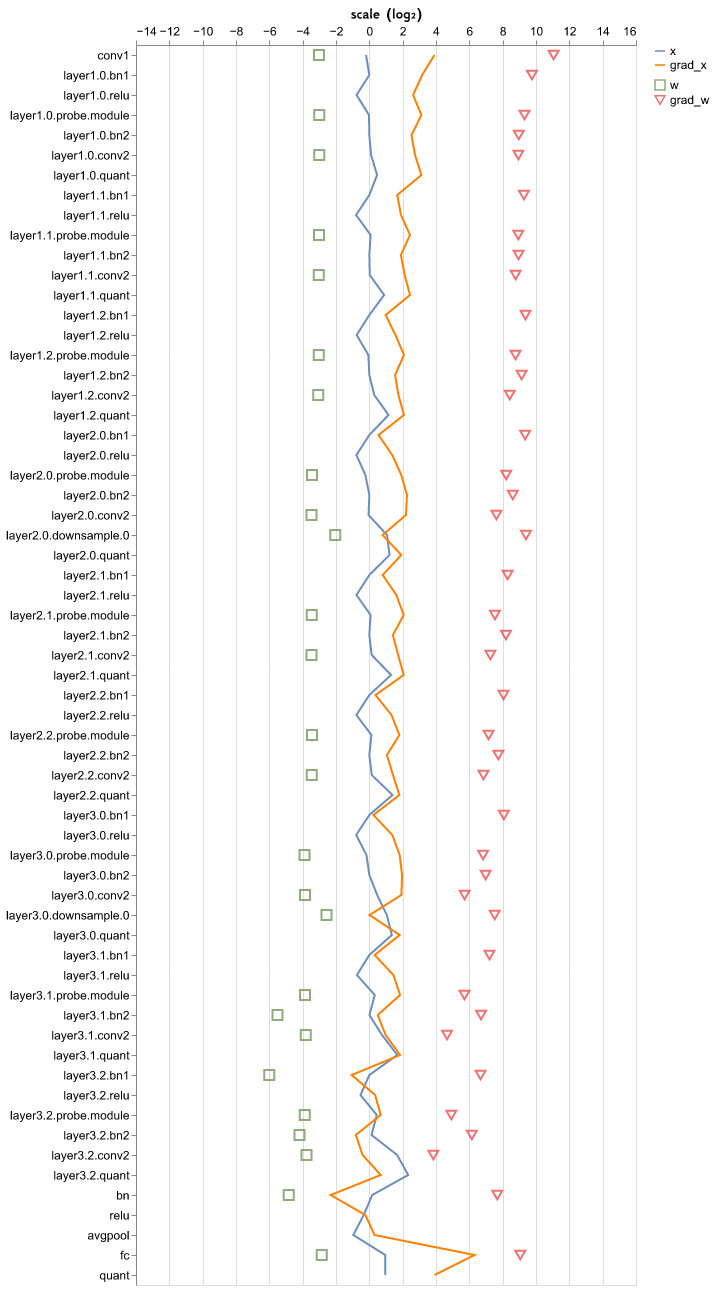 scale (log₂)
−14 −12 −10 −8 −6 −4 −2 0 2 4 6 8 10 12 14 16
x
grad_x
w
grad_w
conv1
layer1.0.bn1
layer1.0.relu
layer1.0.probe.module
layer1.0.bn2
layer1.0.conv2
layer1.0.quant
layer1.1.bn1
layer1.1.relu
layer1.1.probe.module
layer1.1.bn2
layer1.1.conv2
layer1.1.quant
layer1.2.bn1
layer1.2.relu
layer1.2.probe.module
layer1.2.bn2
layer1.2.conv2
layer1.2.quant
layer2.0.bn1
layer2.0.relu
layer2.0.probe.module
layer2.0.bn2
layer2.0.conv2
layer2.0.downsample.0
layer2.0.quant
layer2.1.bn1
layer2.1.relu
layer2.1.probe.module
layer2.1.bn2
layer2.1.conv2
layer2.1.quant
layer2.2.bn1
layer2.2.relu
layer2.2.probe.module
layer2.2.bn2
layer2.2.conv2
layer2.2.quant
layer3.0.bn1
layer3.0.relu
layer3.0.probe.module
layer3.0.bn2
layer3.0.conv2
layer3.0.downsample.0
layer3.0.quant
layer3.1.bn1
layer3.1.relu
layer3.1.probe.module
layer3.1.bn2
layer3.1.conv2
layer3.1.quant
layer3.2.bn1
layer3.2.relu
layer3.2.probe.module
layer3.2.bn2
layer3.2.conv2
layer3.2.quant
bn
relu
avgpool
fc
quant